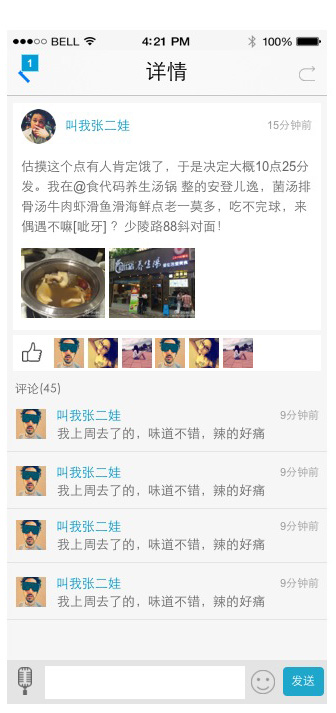 BELL
4:21 PM
100%
1
详情
叫我张二娃
15分钟前
估摸这个点有人肯定饿了，于是决定大概10点25分
发。我在@食代码养生汤锅 整的安登儿逸，菌汤排
骨汤牛肉虾滑鱼滑海鲜点老一莫多，吃不完球，来
偶遇不嘛[呲牙]？少陵路88斜对面！
养生汤
评论(45)
叫我张二娃
9分钟前
我上周去了的，味道不错，辣的好痛
叫我张二娃
9分钟前
我上周去了的，味道不错，辣的好痛
叫我张二娃
9分钟前
我上周去了的，味道不错，辣的好痛
叫我张二娃
9分钟前
我上周去了的，味道不错，辣的好痛
发送